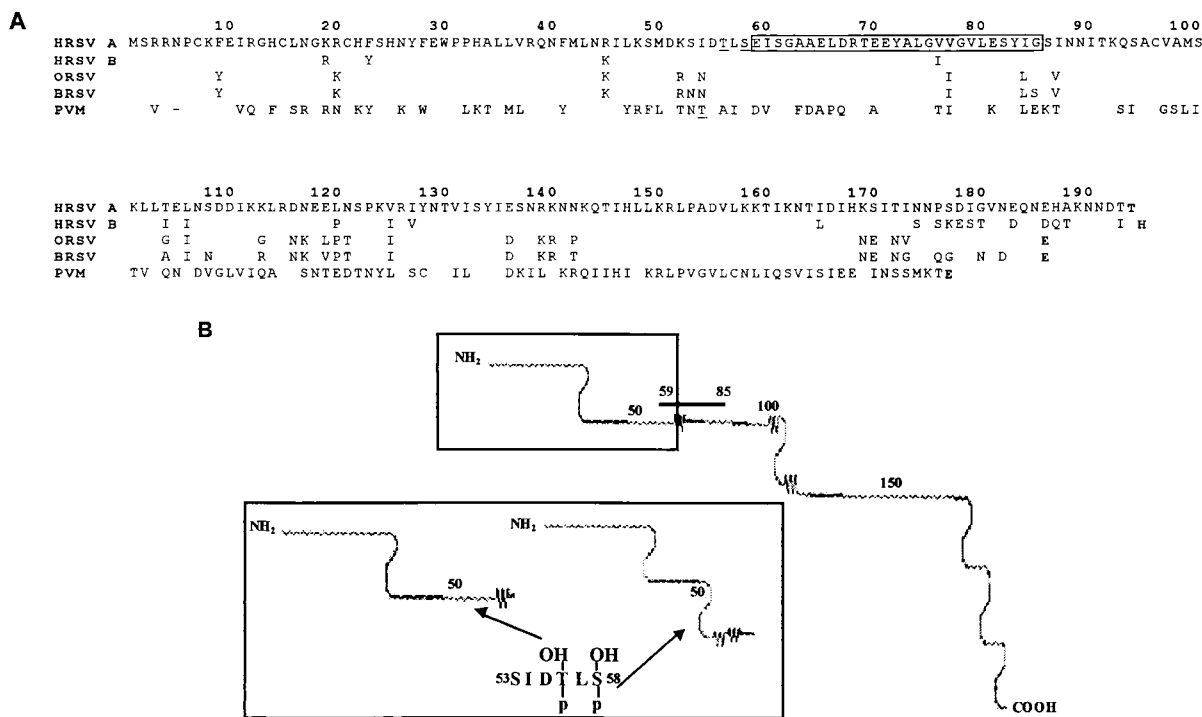 A
10 20 30 40 50 60 70 80 90 100
HRSV A MSRRNPCKFEIRGHCLNGKRCHFSHNYFEWPPHALLVRQNFMLNRILKSMDKSIDTLSEISGAAELDRTEEYALGVVGVLESYIGSINNITKQSACVAMS
HRSV B R Y K I
ORSV Y K K R N I L V
BRSV Y K K RNN I LS V
PVM V - VQ F SR RN KY K W LKT ML Y YRFL TNT AI DV FDAPQ A TI K LEKT SI GSLI
110 120 130 140 150 160 170 180 190
HRSV A KLLTELNSDDIKKLRDNEELNSPKVRIYNTVISYIESNRKNNKQTIHLLKRLPADVLKKTIKNTIDIHKSITINNPSDIGVNEQNEHAKNNDTT
HRSV B I I P I V L S SKEST D DQT I H
ORSV G I G NK LPT I D KR P NE NV E
BRSV A I N R NK VPT I D KR T NE NG QG N D E
PVM TV QN DVGLVIQA SNTEDTNYL SC IL DKIL KRQIIHI KRLPVGVLCNLIQSVISIEE INSSMKTE
B
NH2
59 85
50 100
150
NH2 NH2
50 50
OH OH
53SIDTLS58
p p
COOH